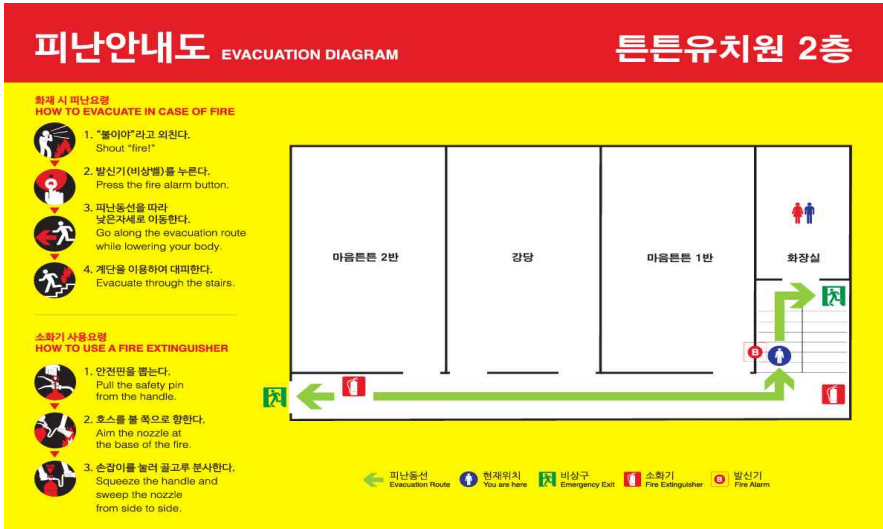 피난안내도 EVACUATION DIAGRAM
튼튼유치원 2층
화재 시 피난요령
HOW TO EVACUATE IN CASE OF FIRE
1. "불이야"라고 외친다.
Shout "fire!"
2. 발신기(비상벨)를 누른다.
Press the fire alarm button.
3. 피난동선을 따라
낮은자세로 이동한다.
Go along the evacuation route
while lowering your body.
4. 계단을 이용하여 대피한다.
Evacuate through the stairs.
소화기 사용요령
HOW TO USE A FIRE EXTINGUISHER
1. 안전핀을 뽑는다.
Pull the safety pin
from the handle.
2. 호스를 불 쪽으로 향한다.
Aim the nozzle at
the base of the fire.
3. 손잡이를 눌러 골고루 분사한다.
Squeeze the handle and
sweep the nozzle
from side to side.
마음튼튼 2반
강당
마음튼튼 1반
화장실
B
피난동선
Evacuation Route
현재위치
You are here
비상구
Emergency Exit
소화기
Fire Extinguisher
B
발신기
Fire Alarm